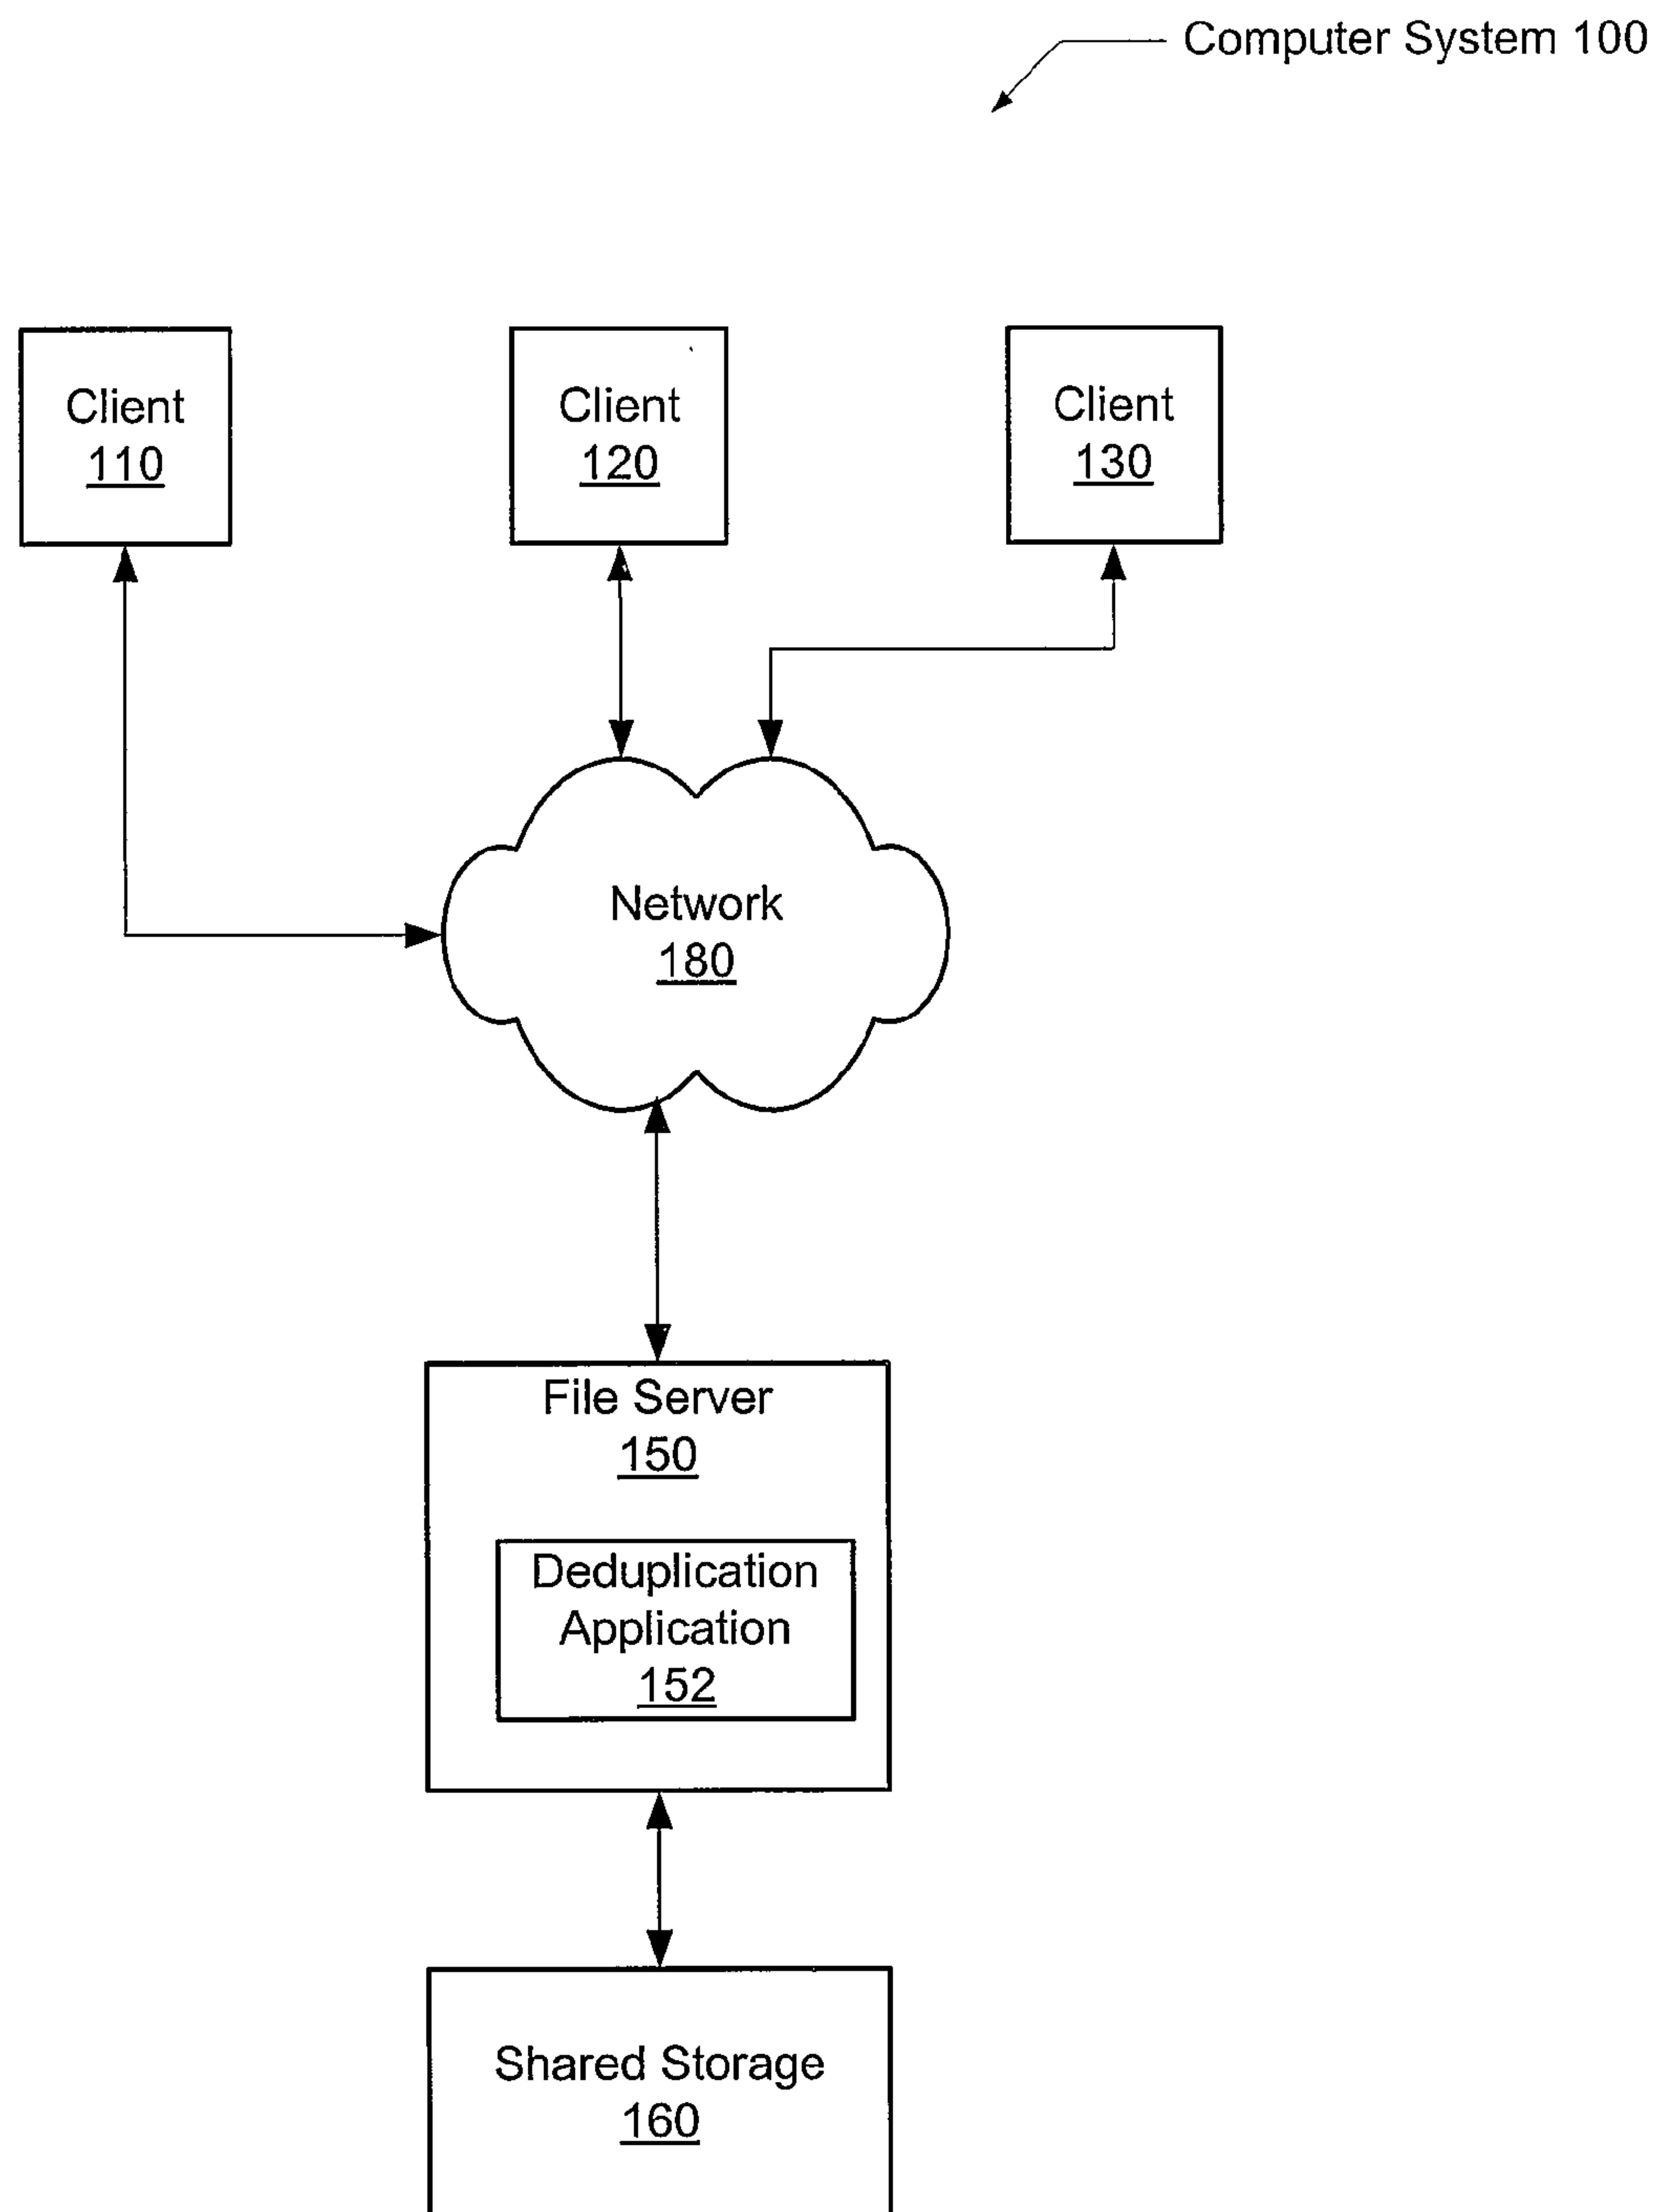 Computer System 100
Client
110
Client
120
Client
130
Network
180
File Server
150
Deduplication
Application
152
Shared Storage
160